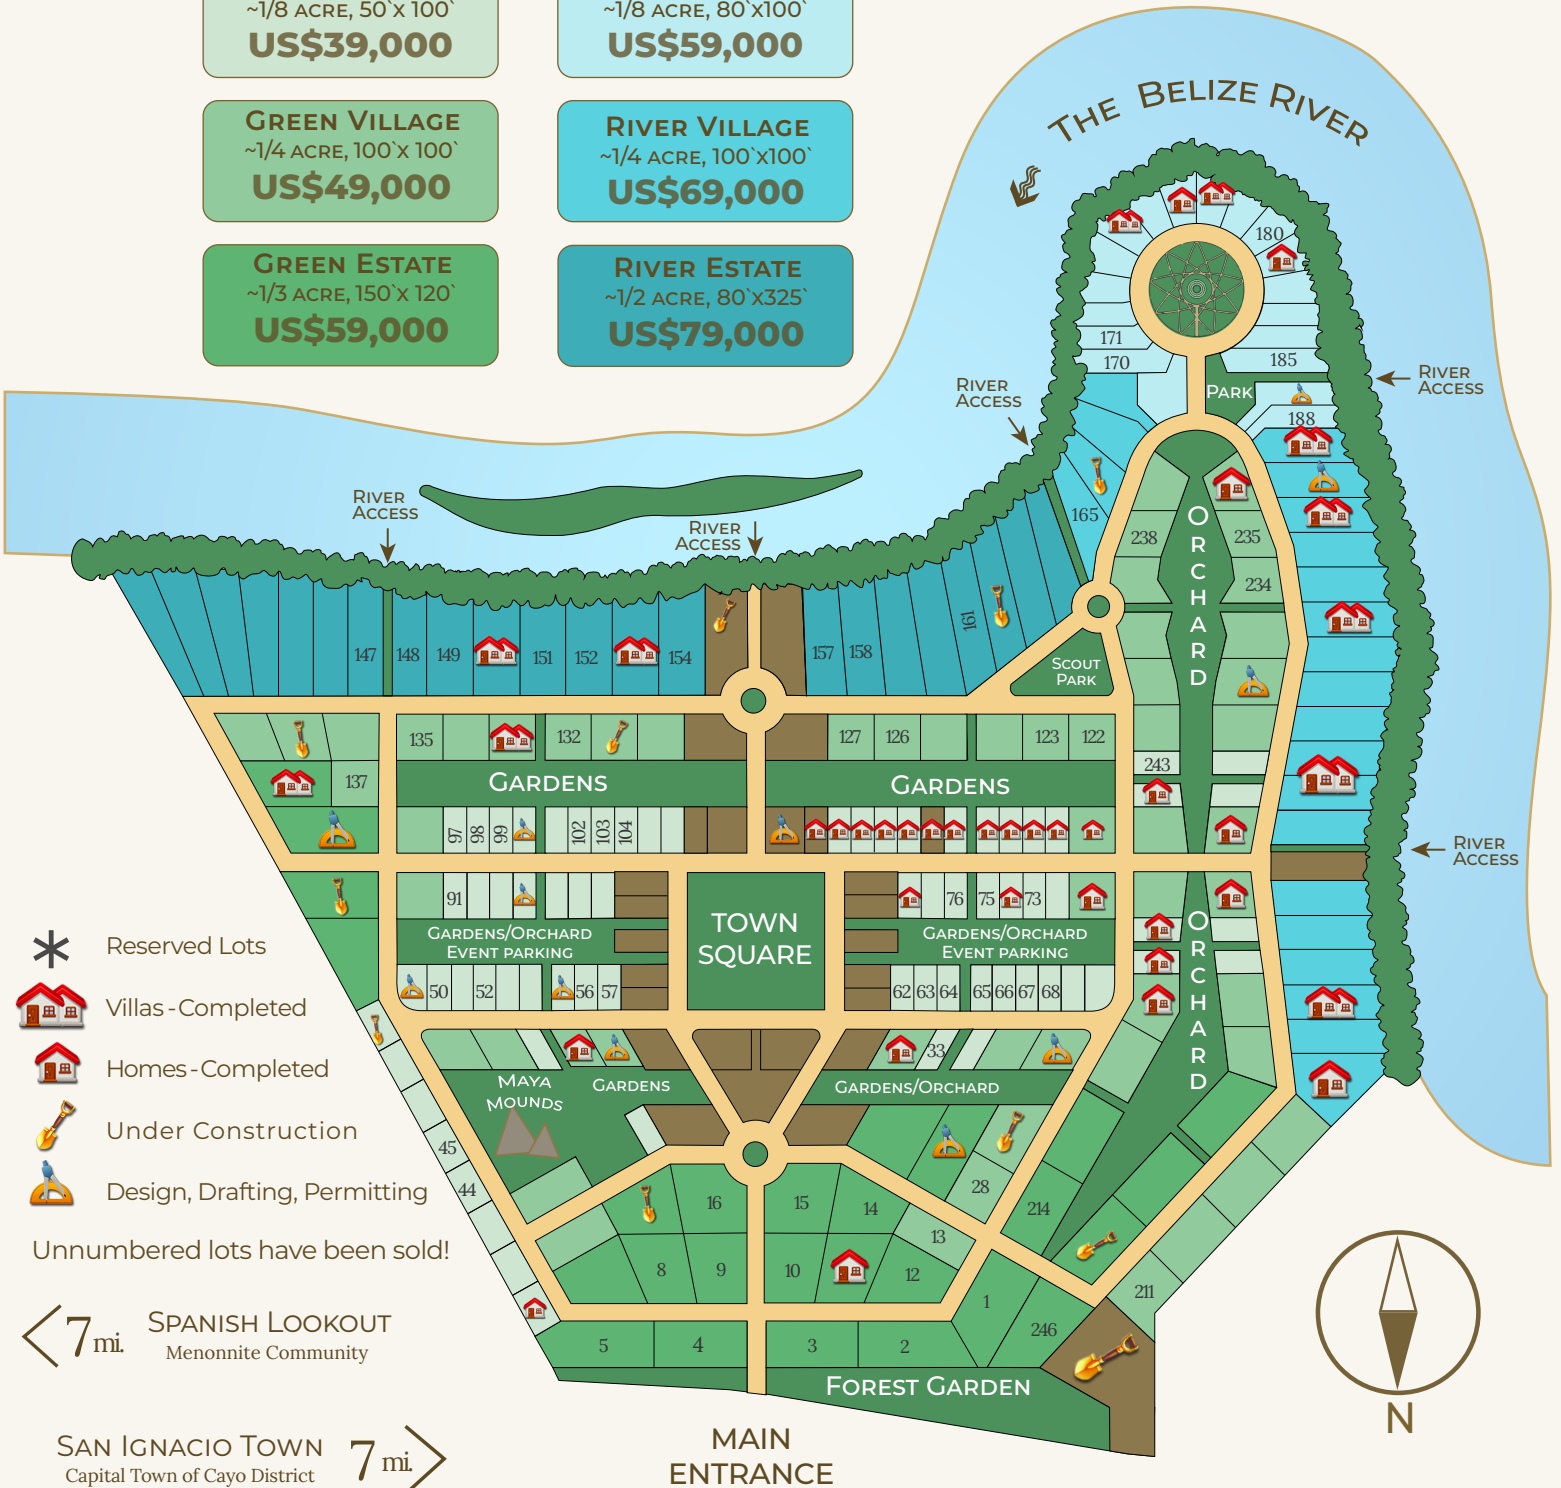 ~1/8 ACRE, 50`x 100`
US$39,000
~1/8 ACRE, 80`x100`
US$59,000
GREEN VILLAGE
~1/4 ACRE, 100`x 100`
US$49,000
RIVER VILLAGE
~1/4 ACRE, 100`x100`
US$69,000
GREEN ESTATE
~1/3 ACRE, 150`x 120`
US$59,000
RIVER ESTATE
~1/2 ACRE, 80`x325`
US$79,000
THE BELIZE RIVER
180
171
170
185
PARK
188
RIVER
ACCESS
RIVER
ACCESS
RIVER
ACCESS
RIVER
ACCESS
165
238
235
234
ORCHARD
161
147
148
149
151
152
154
157
158
SCOUT
PARK
135
132
127
126
123
122
137
GARDENS
GARDENS
243
97
98
99
102
103
104
RIVER
ACCESS
91
76
75
73
TOWN
SQUARE
GARDENS/ORCHARD
EVENT PARKING
GARDENS/ORCHARD
EVENT PARKING
ORCHARD
50
52
56
57
62
63
64
65
66
67
68
33
MAYA
MOUNDS
GARDENS
GARDENS/ORCHARD
45
44
28
16
15
14
13
214
8
9
10
12
1
211
246
5
4
3
2
FOREST GARDEN
Reserved Lots
Villas-Completed
Homes-Completed
Under Construction
Design, Drafting, Permitting
Unnumbered lots have been sold!
7 mi.
SPANISH LOOKOUT
Menonnite Community
SAN IGNACIO TOWN
Capital Town of Cayo District
7 mi.
MAIN
ENTRANCE
N